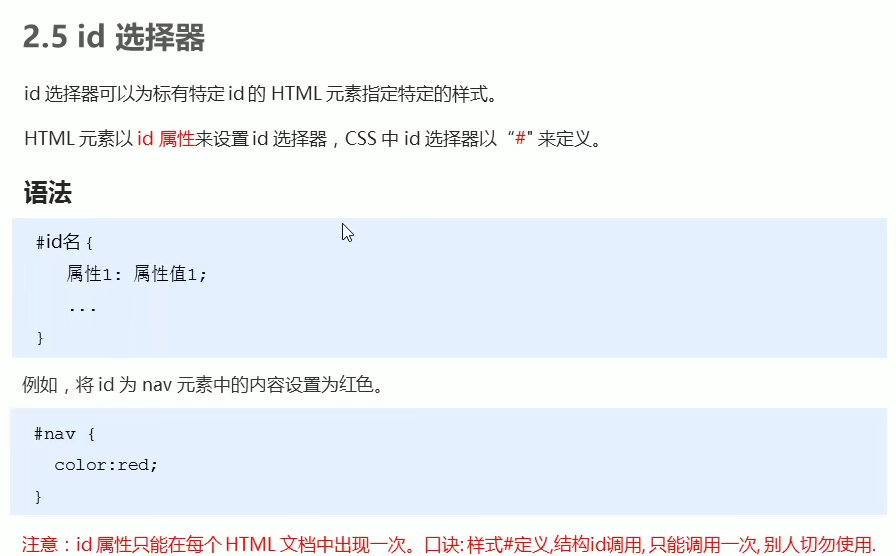 2.5 id 选择器
id 选择器可以为标有特定 id 的 HTML 元素指定特定的样式。
HTML 元素以 id 属性来设置 id 选择器，CSS 中 id 选择器以“#" 来定义。
语法
#id名 {
属性1: 属性值1;
...
}
例如，将 id 为 nav 元素中的内容设置为红色。
#nav {
color:red;
}
注意：id 属性只能在每个 HTML 文档中出现一次。口诀: 样式#定义,结构id调用, 只能调用一次, 别人切勿使用.